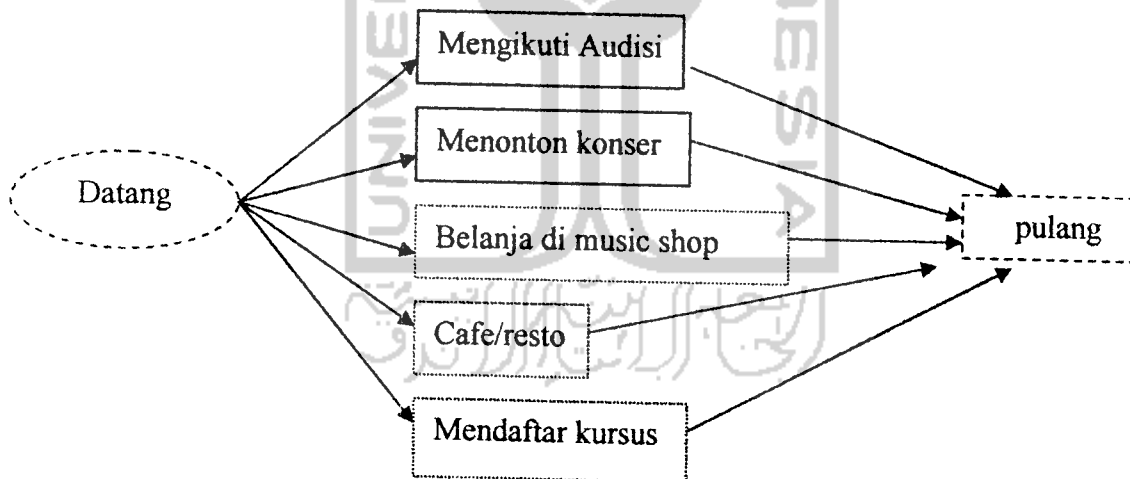 Mengikuti Audisi
Menonton konser
Datang
Belanja di music shop
pulang
Cafe/resto
Mendaftar kursus